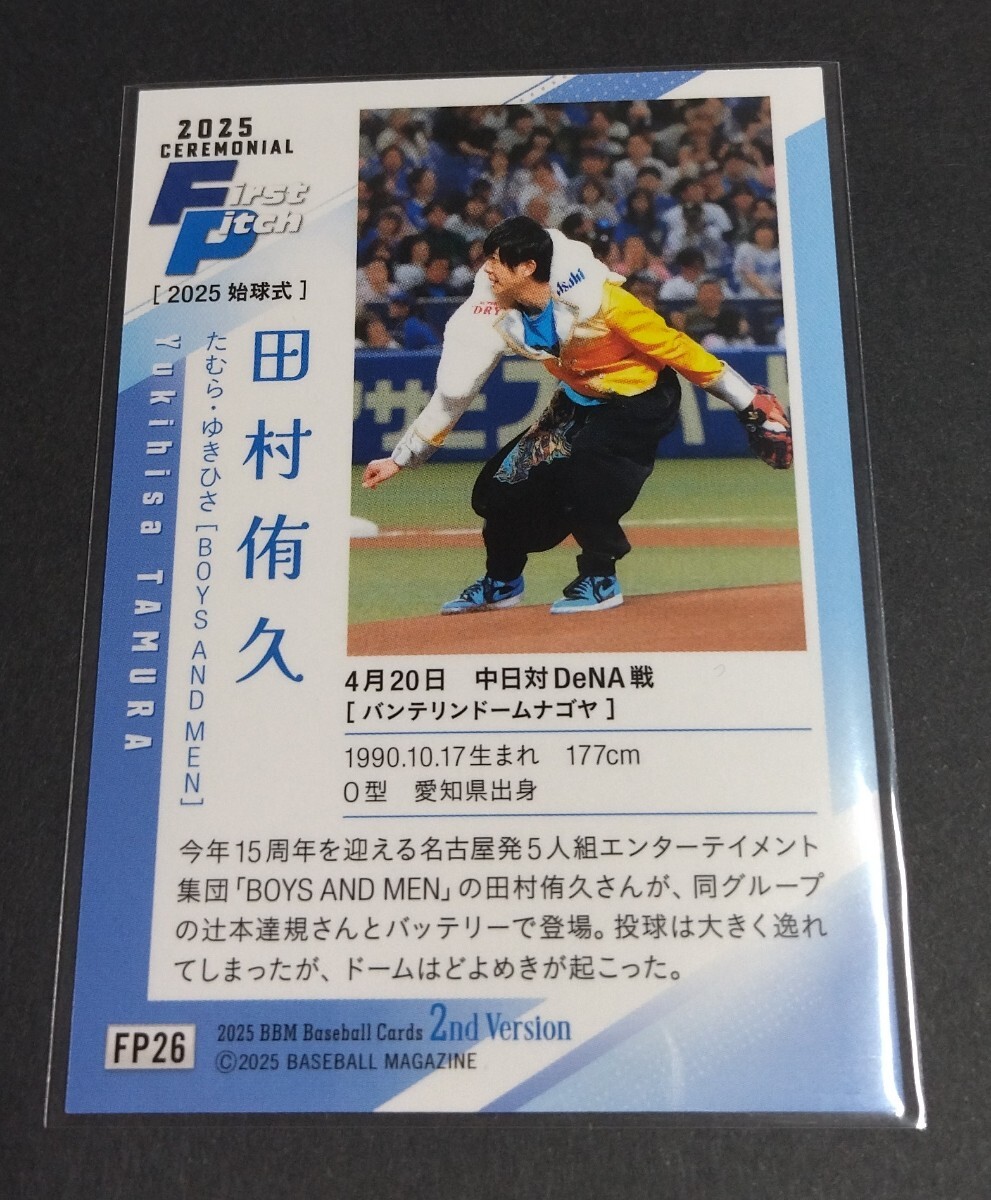 2025
CEREMONIAL
First
Pitch
[2025 始球式]
田村侑久
たむら・ゆきひさ[BOYS AND MEN]
Yukihisa TAMURA
Asahi
DRY
4月20日　中日対DeNA戦
[バンテリンドームナゴヤ]
1990.10.17生まれ　177cm
O型　愛知県出身
今年15周年を迎える名古屋発5人組エンターテイメント
集団「BOYS AND MEN」の田村侑久さんが、同グループ
の辻本達規さんとバッテリーで登場。投球は大きく逸れ
てしまったが、ドームはどよめきが起こった。
FP26
2025 BBM Baseball Cards 2nd Version
©2025 BASEBALL MAGAZINE